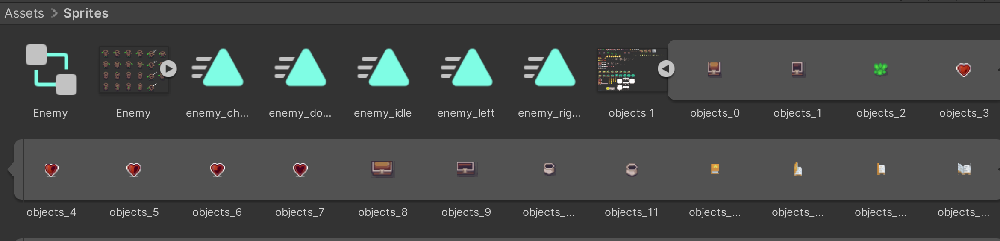 Assets > Sprites
Enemy Enemy enemy_ch... enemy_do... enemy_idle enemy_left enemy_rig... objects 1 objects_0 objects_1 objects_2 objects_3
objects_4 objects_5 objects_6 objects_7 objects_8 objects_9 objects_... objects_11 objects_... objects_... objects_... objects_...